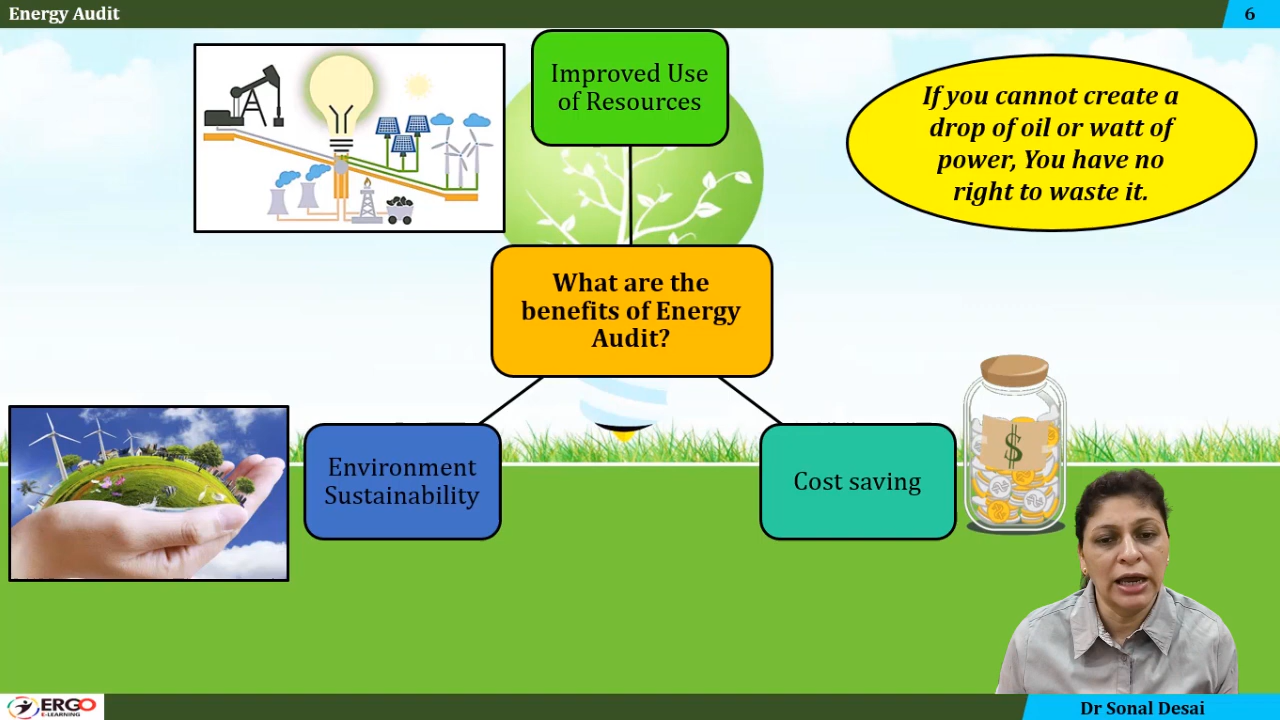 Energy Audit
6
Improved Use
of Resources
If you cannot create a
drop of oil or watt of
power, You have no
right to waste it.
What are the
benefits of Energy
Audit?
Environment
Sustainability
Cost saving
$
ERGO
E-LEARNING
Dr Sonal Desai